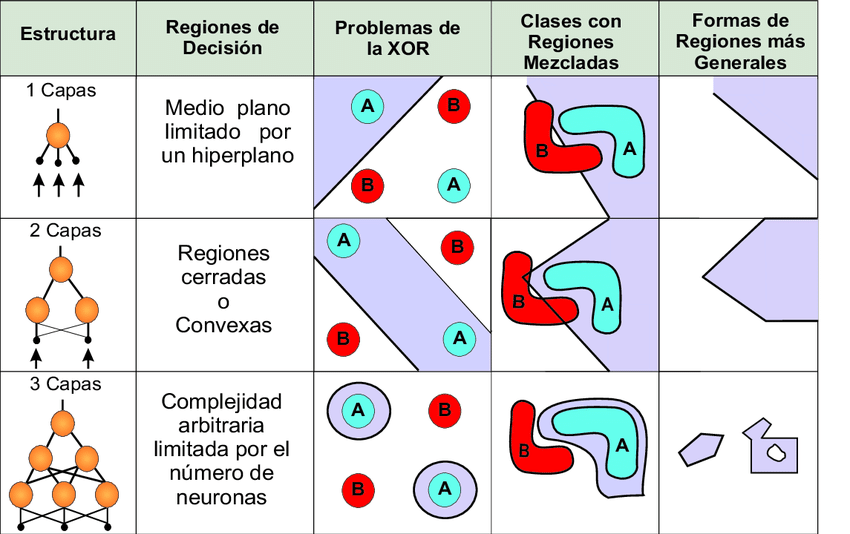 Estructura
Regiones de
Decisión
Problemas de
la XOR
Clases con
Regiones
Mezcladas
Formas de
Regiones más
Generales
1 Capas
Medio plano
limitado por
un hiperplano
A
B
B
A
B
A
2 Capas
Regiones
cerradas
o
Convexas
A
B
B
A
B
A
3 Capas
Complejidad
arbitraria
limitada por el
número de
neuronas
A
B
B
A
B
A